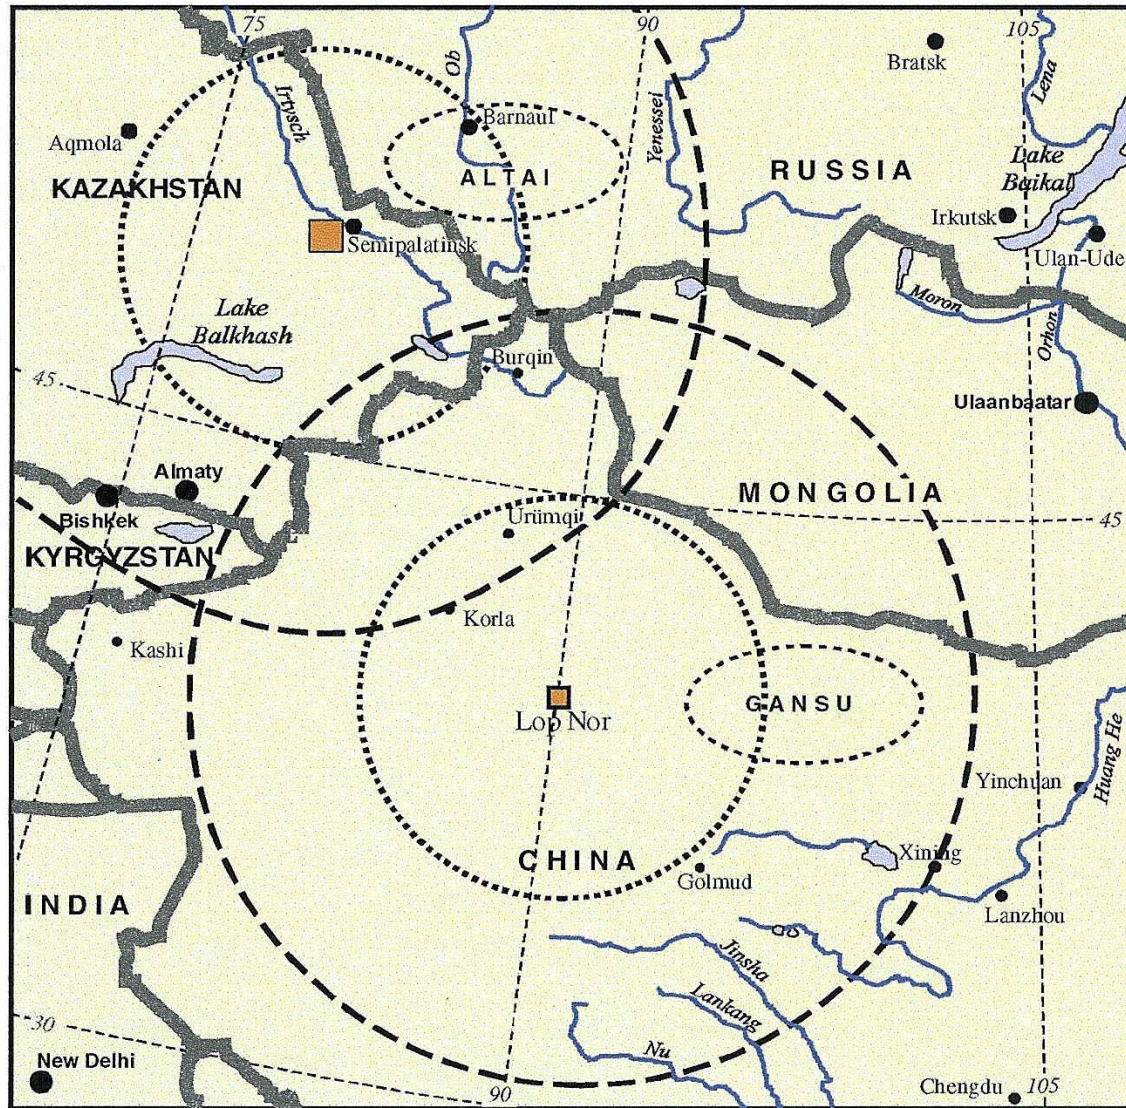 75
90
105
Bratsk
Ob
Irtysch
Lena
Barnaul
Aqmola
Yenessei
Lake
Baikal
ALTAI
RUSSIA
KAZAKHSTAN
Irkutsk
Semipalatinsk
Ulan-Ude
Moron
Orhon
Lake
Balkhash
Burqin
45
Ulaanbaatar
Almaty
MONGOLIA
Bishkek
Ürümqi
45
KYRGYZSTAN
Korla
Kashi
GANSU
Lop Nor
Huang He
Yinchuan
CHINA
Xining
Golmud
INDIA
Lanzhou
Jinsha
Lankang
30
Nu
New Delhi
90
Chengdu
105